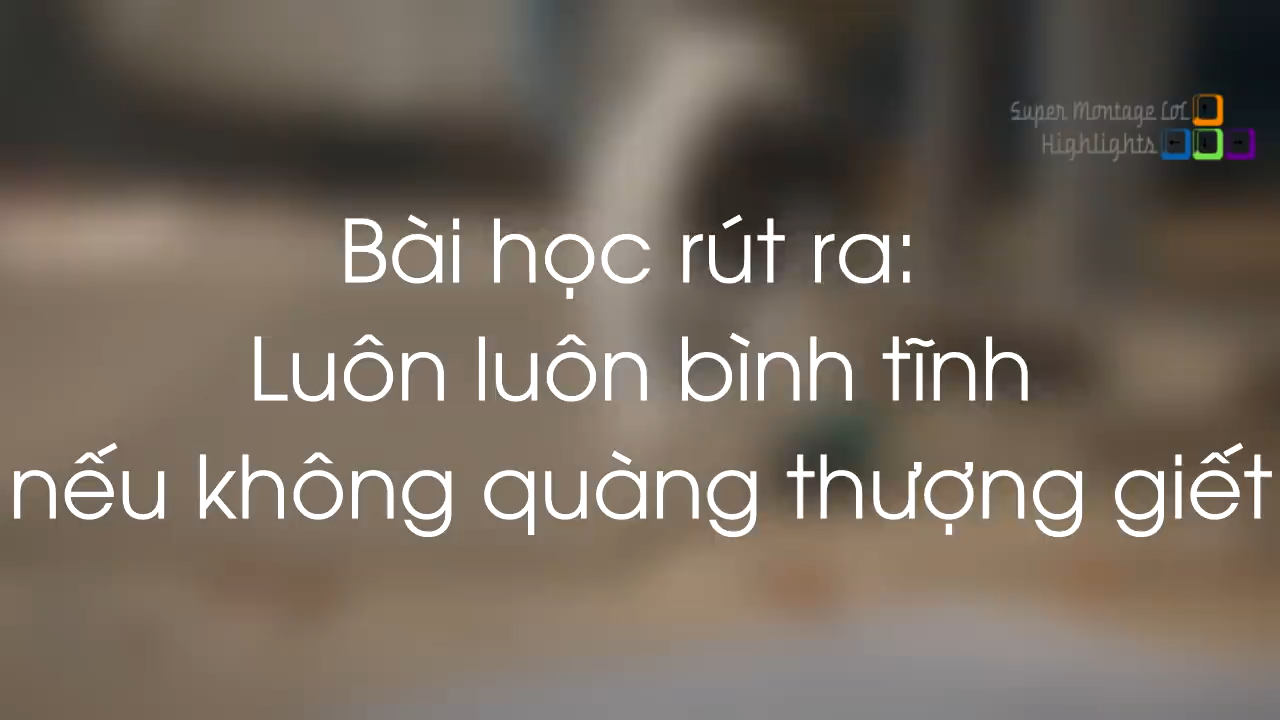 Super Montage LoL
Highlights
Bài học rút ra:
Luôn luôn bình tĩnh
nếu không quàng thượng giết